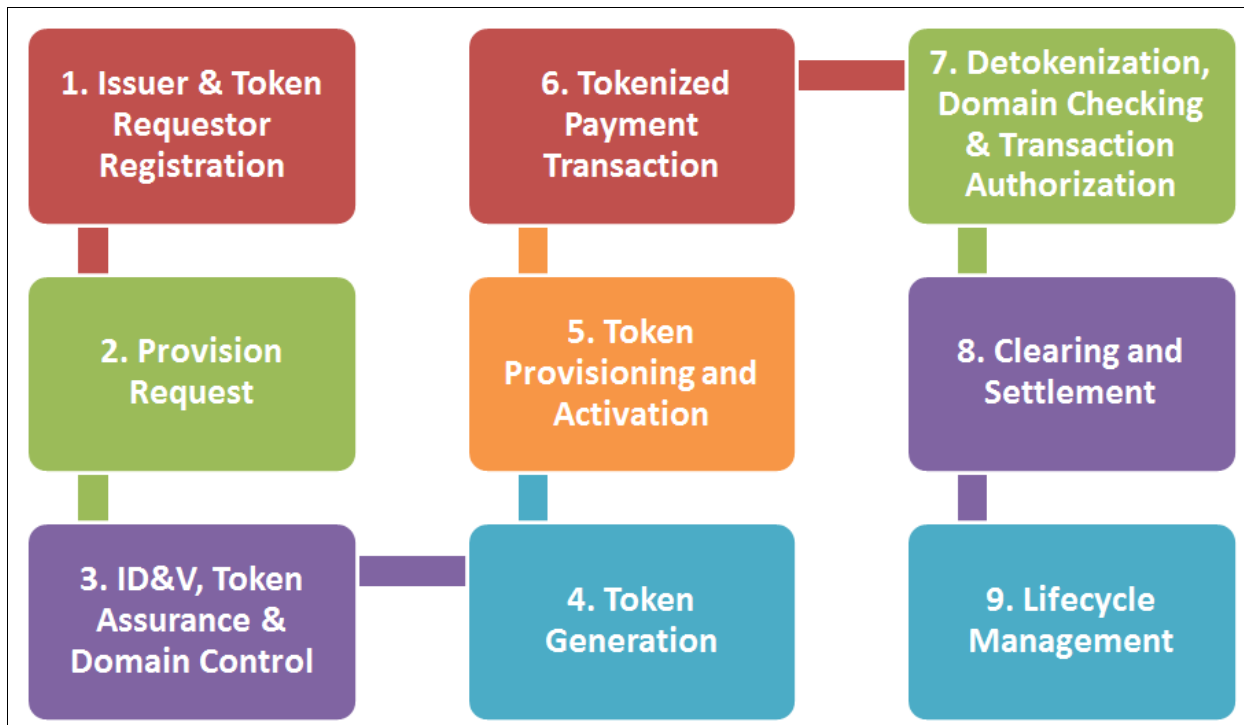 1. Issuer & Token
Requestor
Registration
2. Provision
Request
3. ID&V, Token
Assurance &
Domain Control
4. Token
Generation
5. Token
Provisioning and
Activation
6. Tokenized
Payment
Transaction
7. Detokenization,
Domain Checking
& Transaction
Authorization
8. Clearing and
Settlement
9. Lifecycle
Management